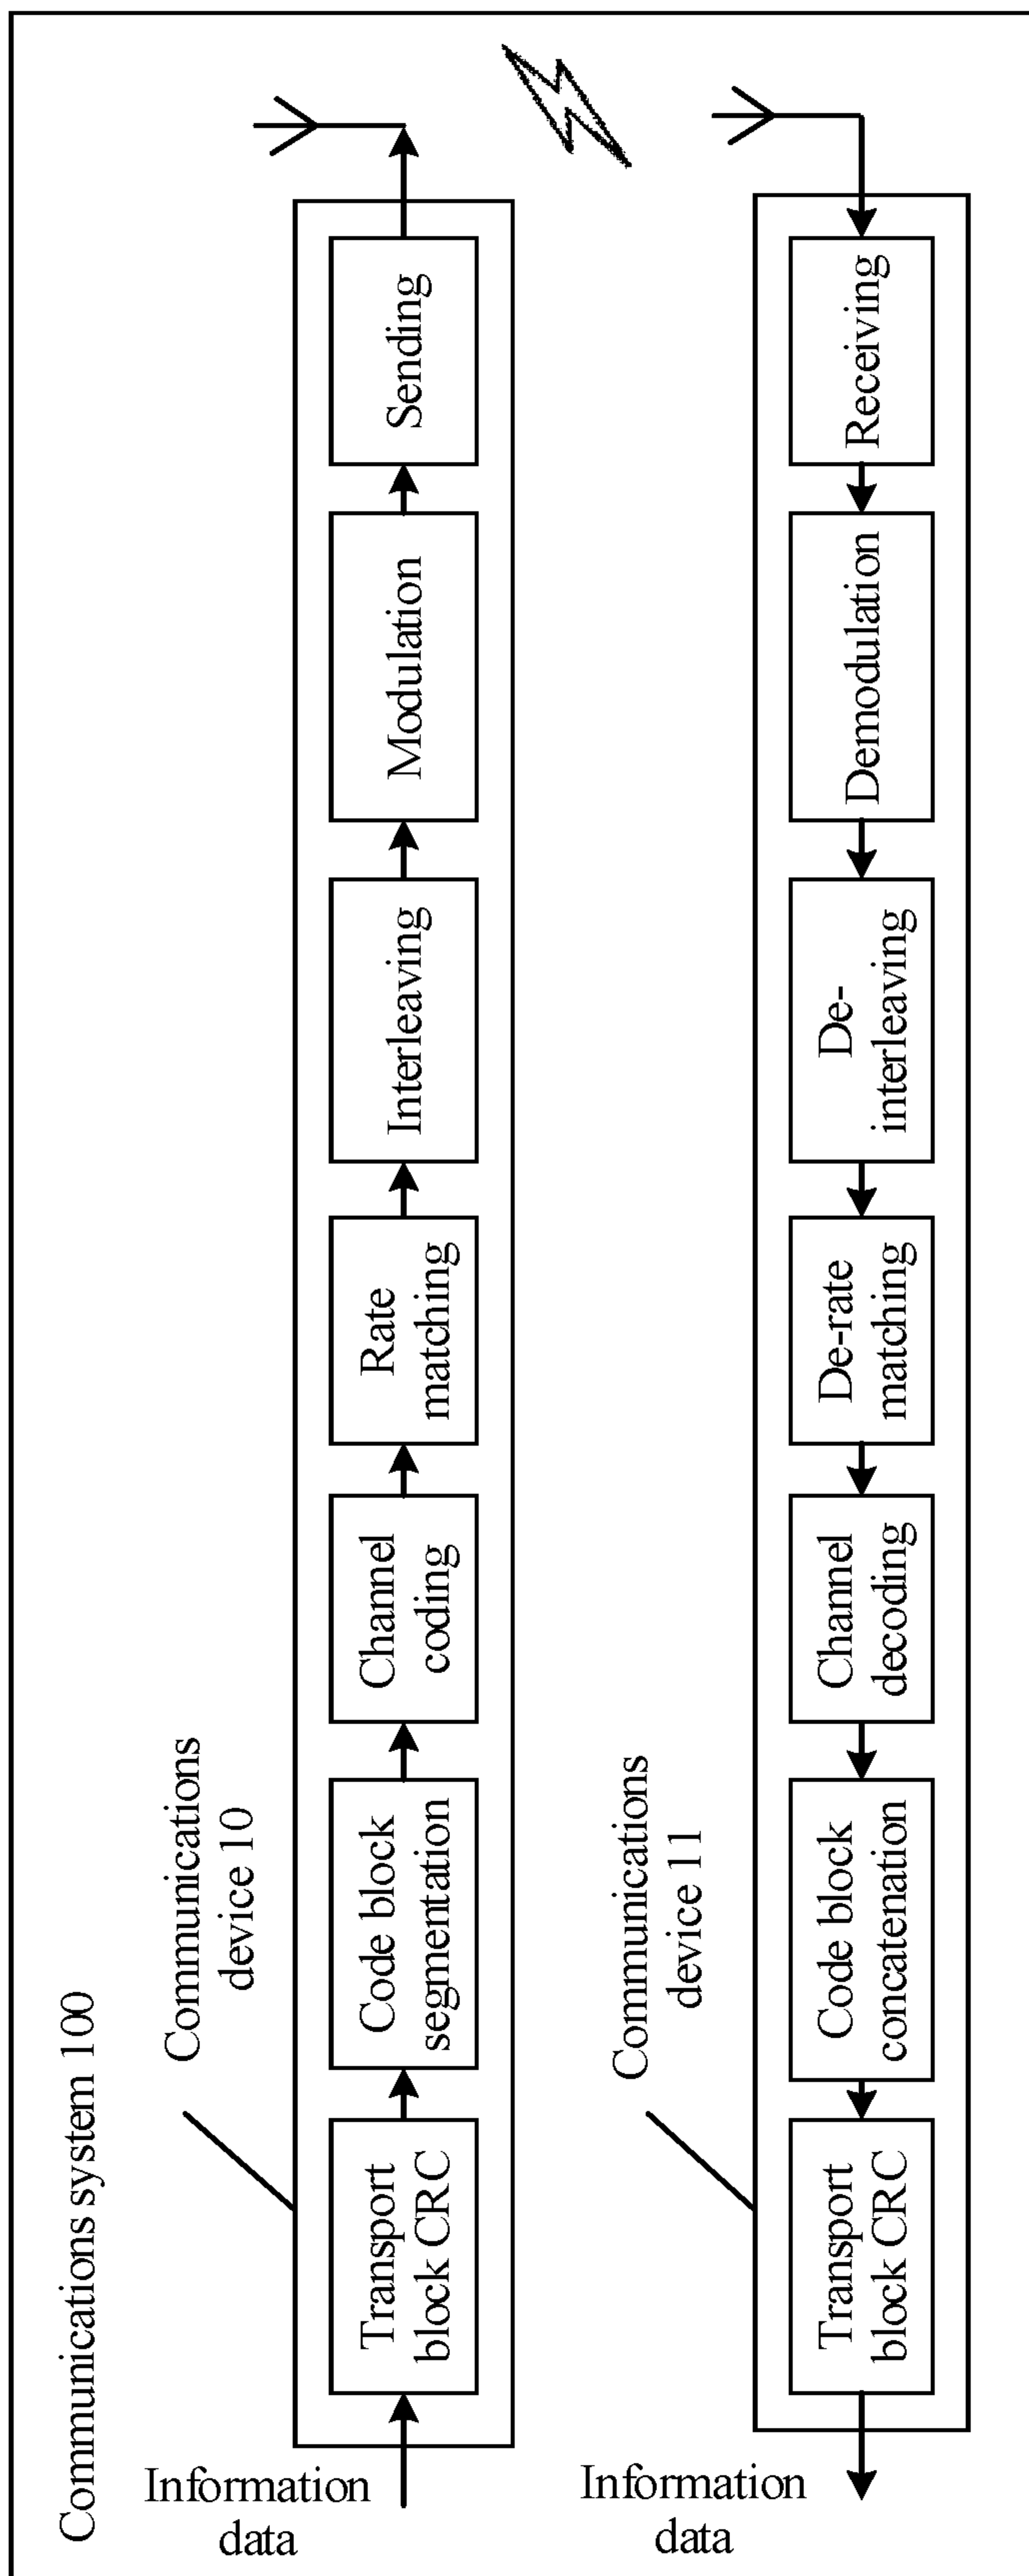 Communications system 100
Communications
device 10
Information
data
Transport
block CRC
Code block
segmentation
Channel
coding
Rate
matching
Interleaving
Modulation
Sending
Communications
device 11
Information
data
Transport
block CRC
Code block
concatenation
Channel
decoding
De-rate
matching
De-
interleaving
Demodulation
Receiving